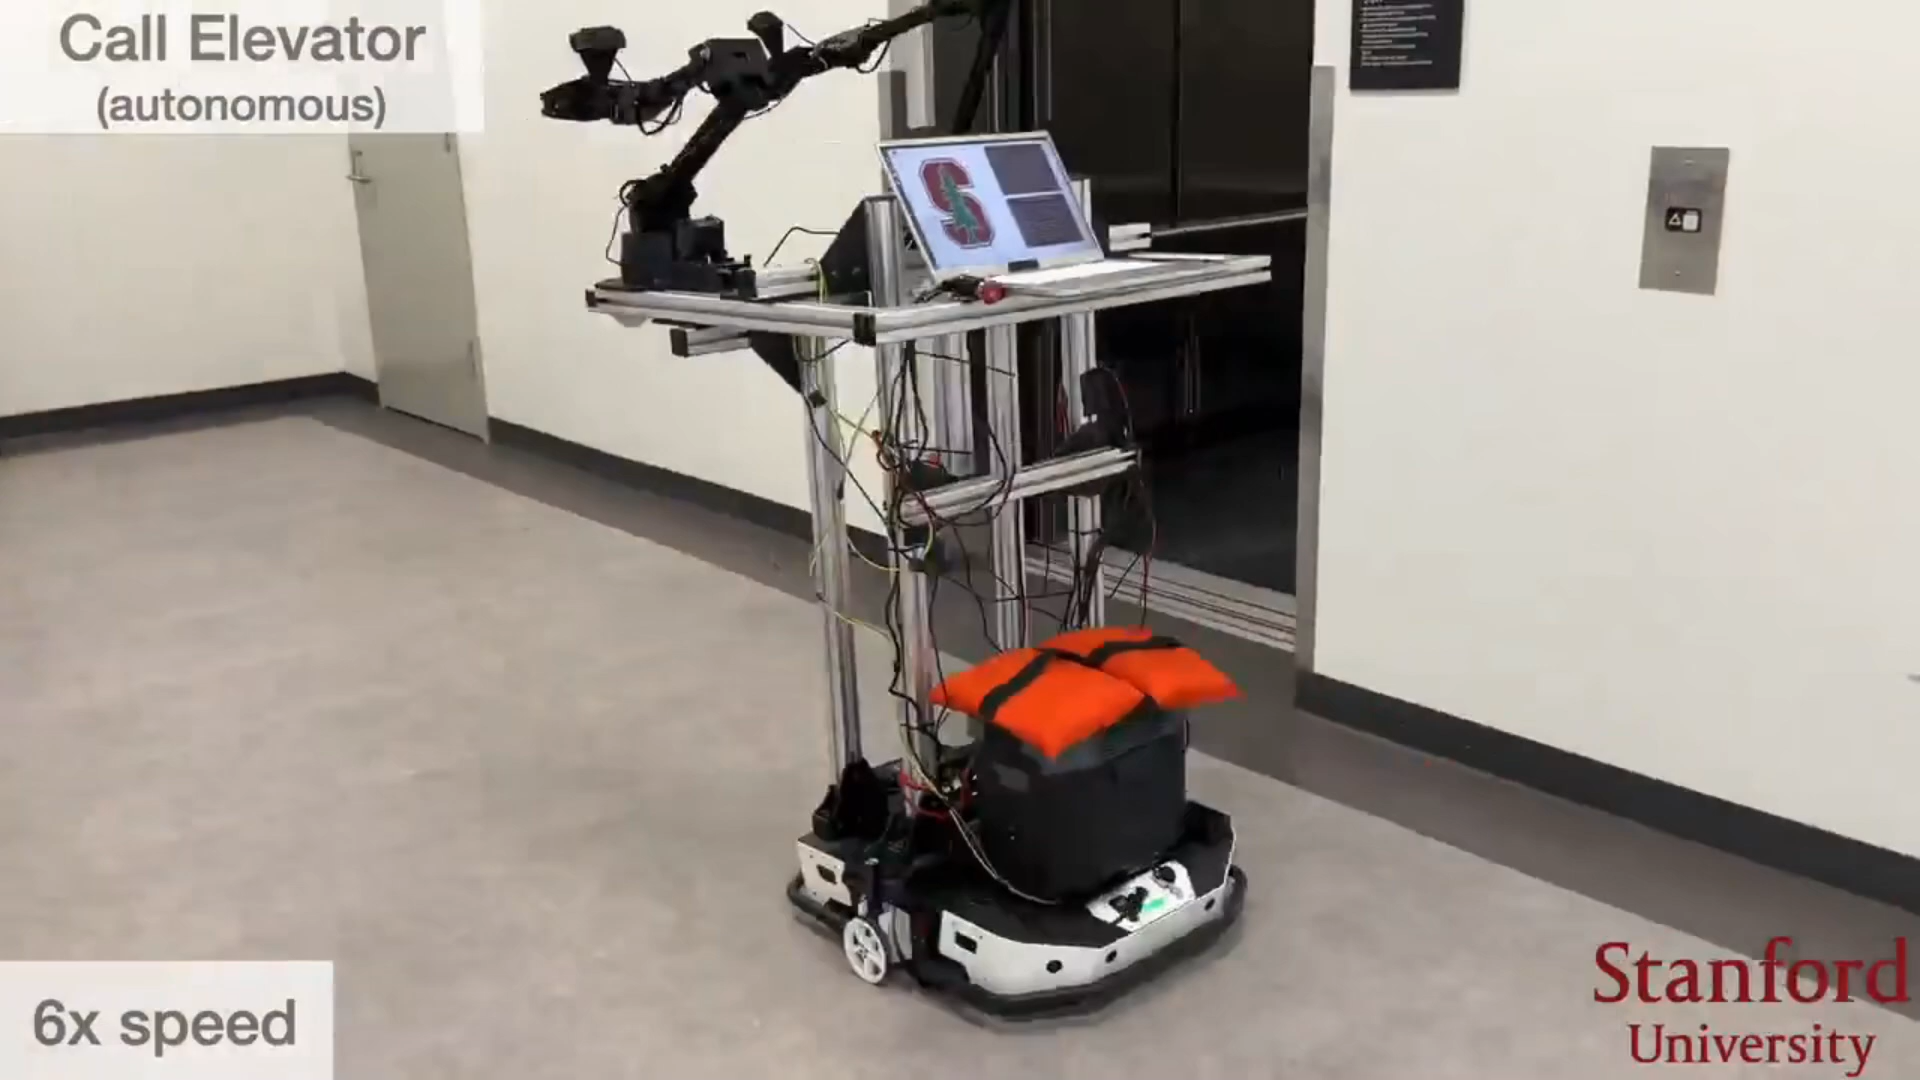 Call Elevator
(autonomous)
S
6x speed
Stanford
University